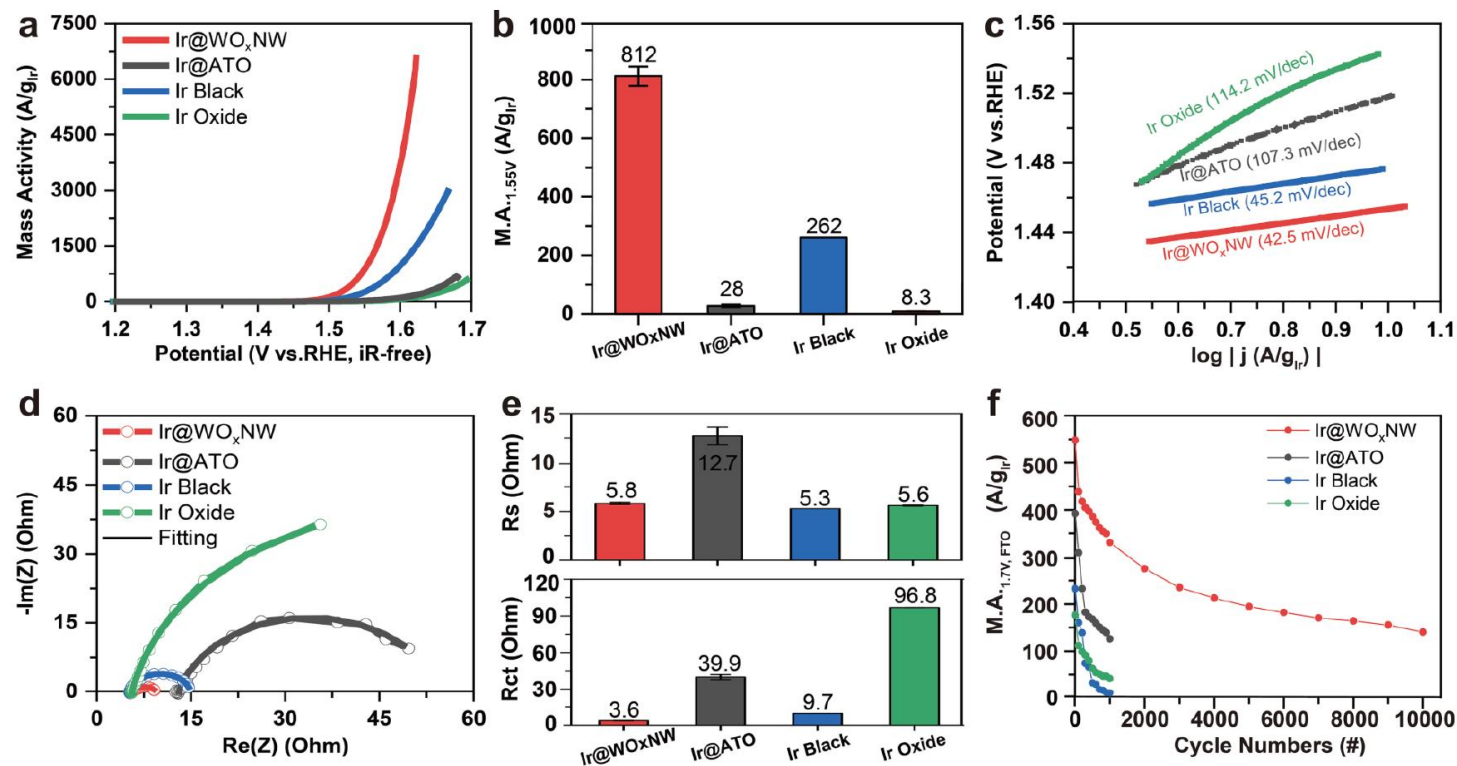 a
7500
6000
4500
3000
1500
0
Mass Activity (A/gIr)
Ir@WOxNW
Ir@ATO
Ir Black
Ir Oxide
1.2 1.3 1.4 1.5 1.6 1.7
Potential (V vs.RHE, iR-free)
b
1000
800
600
400
200
0
M.A.1.55V (A/gIr)
812
28
262
8.3
Ir@WOxNW Ir@ATO Ir Black Ir Oxide
c
1.56
1.52
1.48
1.44
1.40
Potential (V vs.RHE)
Ir Oxide (114.2 mV/dec)
Ir@ATO (107.3 mV/dec)
Ir Black (45.2 mV/dec)
Ir@WOxNW (42.5 mV/dec)
0.4 0.5 0.6 0.7 0.8 0.9 1.0 1.1
log | j (A/gIr) |
d
60
45
30
15
0
-Im(Z) (Ohm)
Ir@WOxNW
Ir@ATO
Ir Black
Ir Oxide
Fitting
0 15 30 45 60
Re(Z) (Ohm)
e
15
10
5
0
Rs (Ohm)
5.8
12.7
5.3
5.6
120
90
60
30
0
Rct (Ohm)
3.6
39.9
9.7
96.8
Ir@WOxNW Ir@ATO Ir Black Ir Oxide
f
600
500
400
300
200
100
0
M.A.1.7V, FTO (A/gIr)
Ir@WOxNW
Ir@ATO
Ir Black
Ir Oxide
0 2000 4000 6000 8000 10000
Cycle Numbers (#)